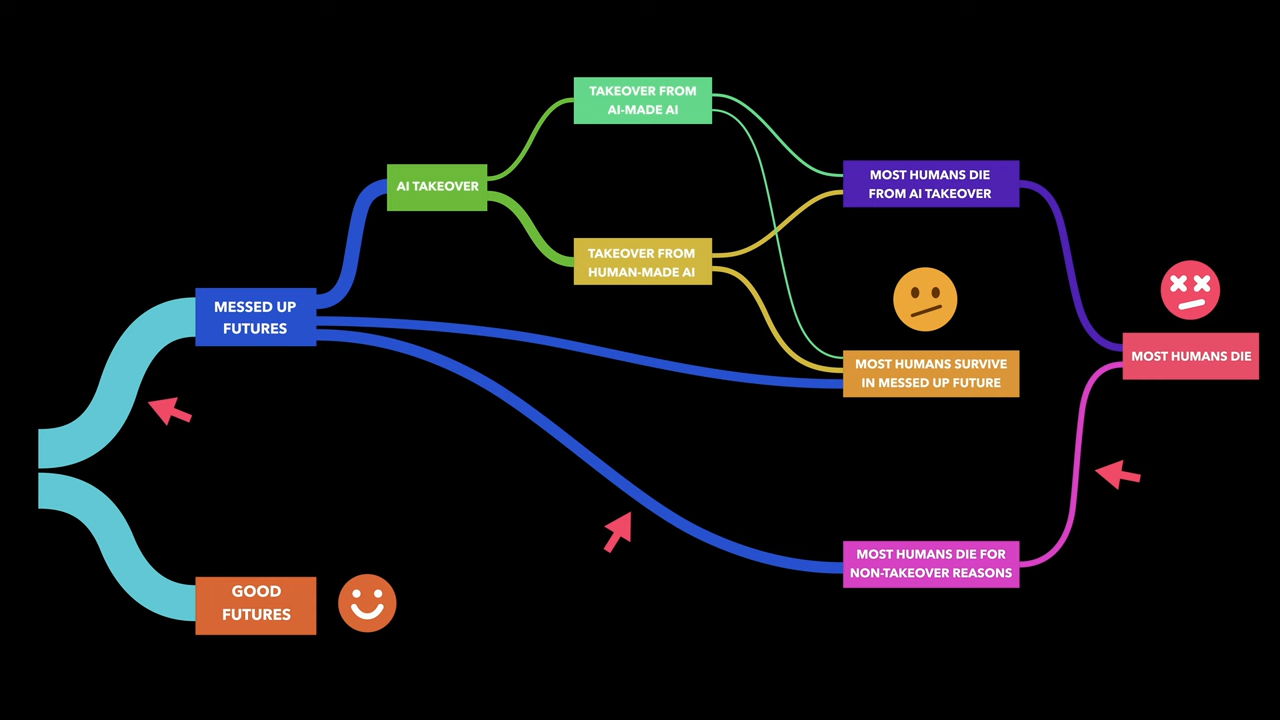 TAKEOVER FROM
AI-MADE AI
AI TAKEOVER
MOST HUMANS DIE
FROM AI TAKEOVER
TAKEOVER FROM
HUMAN-MADE AI
MESSED UP
FUTURES
MOST HUMANS SURVIVE
IN MESSED UP FUTURE
MOST HUMANS DIE
MOST HUMANS DIE FOR
NON-TAKEOVER REASONS
GOOD
FUTURES